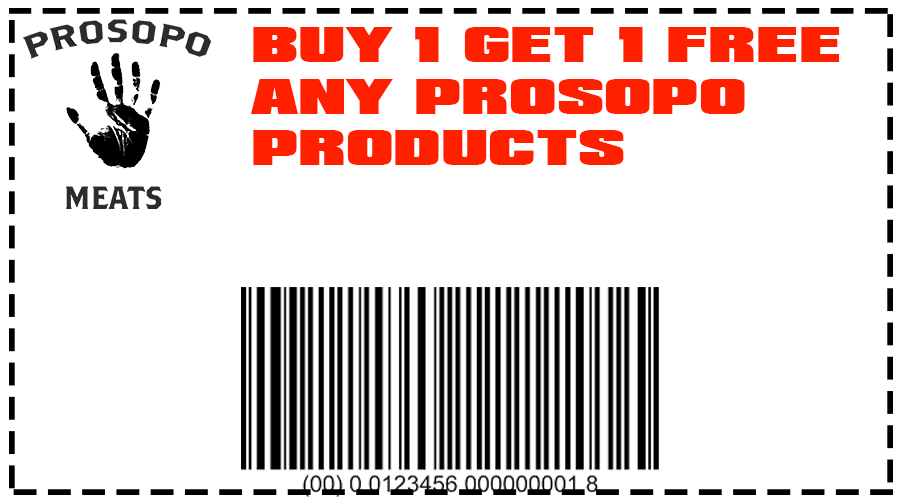 PROSOPO
MEATS
BUY 1 GET 1 FREE
ANY PROSOPO
PRODUCTS
(00) 0 0123456 000000001 8